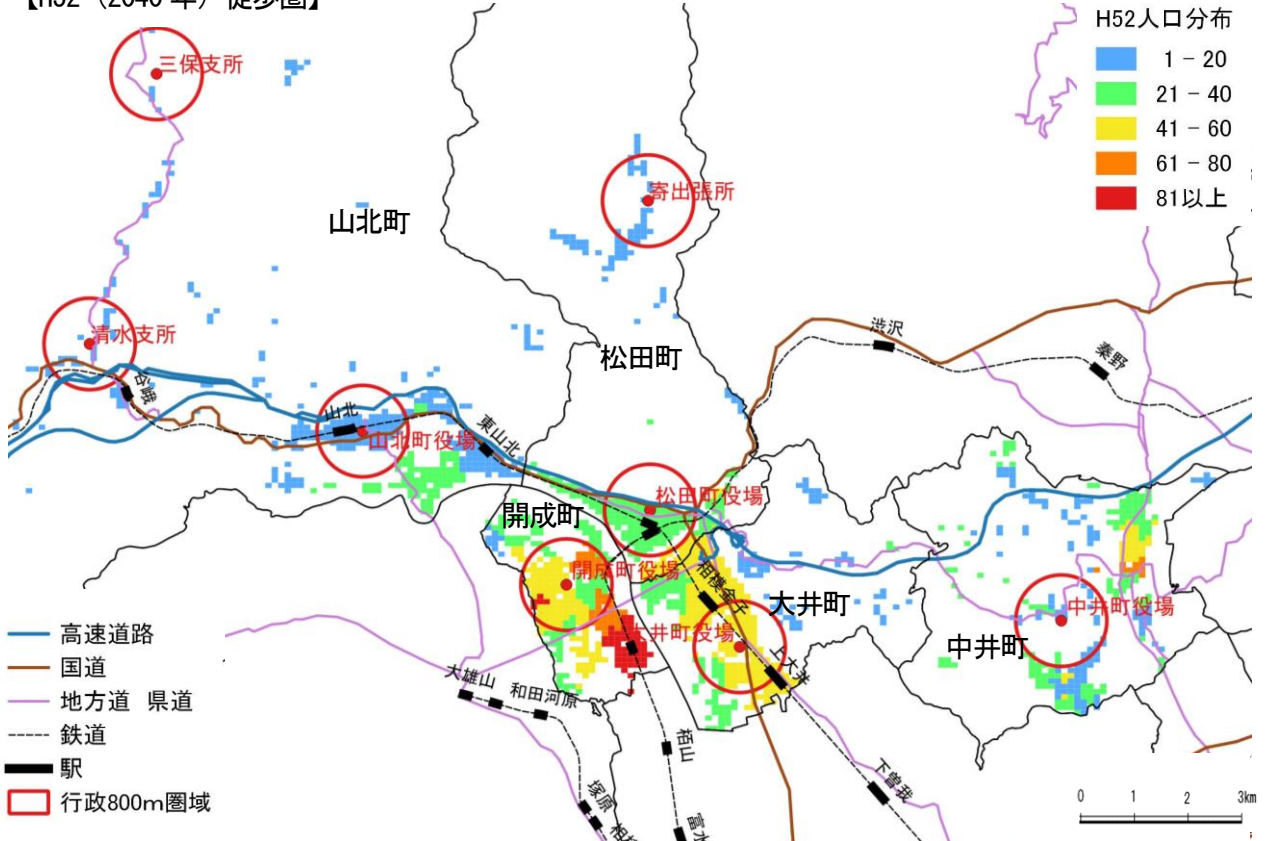 【H52（2040 年）徒歩圏】
H52人口分布
1 - 20
21 - 40
41 - 60
61 - 80
81以上
三保支所
寄出張所
山北町
清水支所
松田町
渋沢
秦野
谷峨
山北
山北町役場
東山北
松田町役場
開成町
開成町役場
相模金子
大井町
大井町役場
上大井
中井町役場
中井町
大雄山
和田河原
栢山
下曽我
塚原
富水
高速道路
国道
地方道 県道
鉄道
駅
行政800m圏域
0 1 2 3km